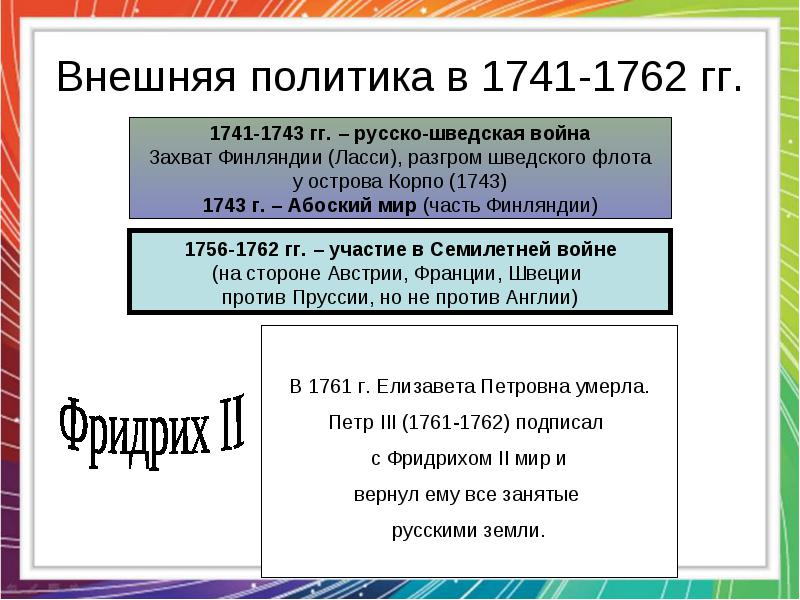 Внешняя политика в 1741-1762 гг.
1741-1743 гг. – русско-шведская война
Захват Финляндии (Ласси), разгром шведского флота
у острова Корпо (1743)
1743 г. – Абоский мир (часть Финляндии)
1756-1762 гг. – участие в Семилетней войне
(на стороне Австрии, Франции, Швеции
против Пруссии, но не против Англии)
Фридрих II
В 1761 г. Елизавета Петровна умерла.
Петр III (1761-1762) подписал
с Фридрихом II мир и
вернул ему все занятые
русскими земли.